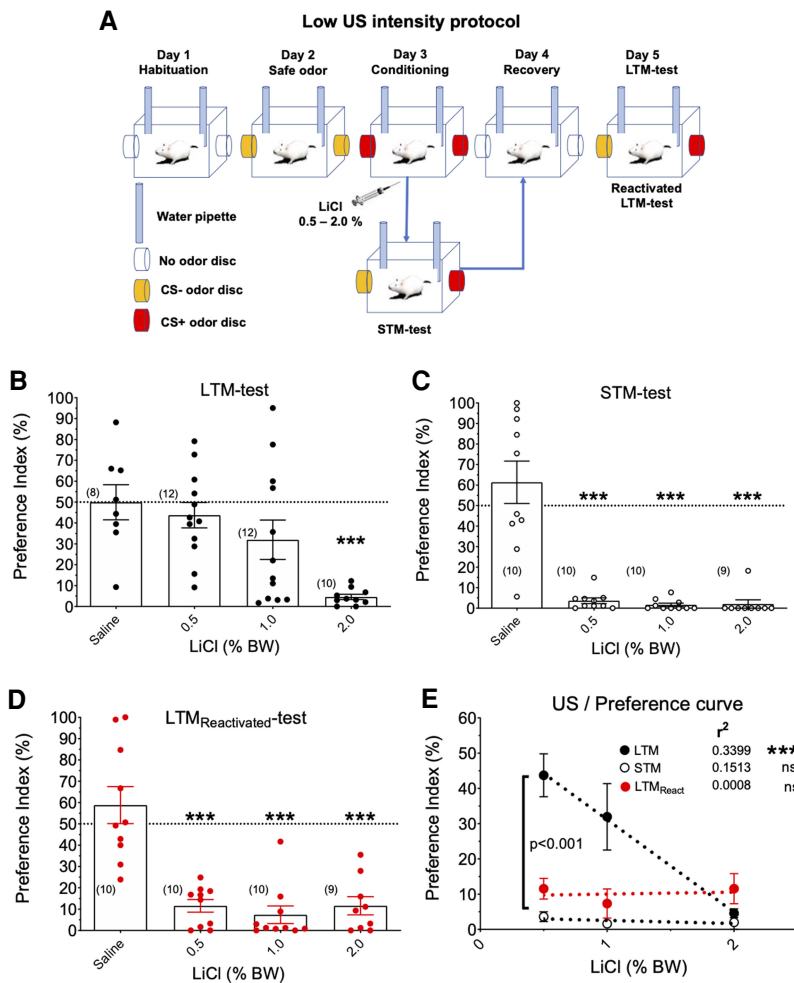 A
Low US intensity protocol
Day 1
Habituation
Day 2
Safe odor
Day 3
Conditioning
Day 4
Recovery
Day 5
LTM-test
Reactivated
LTM-test
LiCl
0.5 – 2.0 %
Water pipette
No odor disc
CS- odor disc
CS+ odor disc
STM-test
B
LTM-test
Preference Index (%)
100
90
80
70
60
50
40
30
20
10
0
(8)
(12)
(12)
(10)
***
Saline
0.5
1.0
2.0
LiCl (% BW)
C
STM-test
Preference Index (%)
100
90
80
70
60
50
40
30
20
10
0
***
***
***
(10)
(10)
(10)
(9)
Saline
0.5
1.0
2.0
LiCl (% BW)
D
LTMReactivated-test
Preference Index (%)
100
90
80
70
60
50
40
30
20
10
0
***
***
***
(10)
(10)
(10)
(9)
Saline
0.5
1.0
2.0
LiCl (% BW)
E
US / Preference curve
Preference Index (%)
60
50
40
30
20
10
0
r²
LTM 0.3399 ***
STM 0.1513 ns
LTMReact 0.0008 ns
p<0.001
0
1
2
LiCl (% BW)